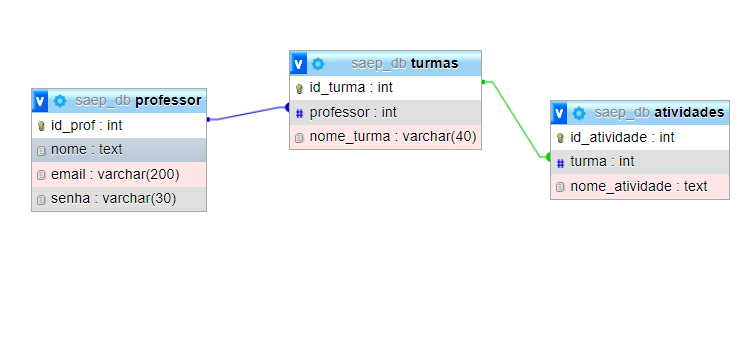 v saep_db professor
id_prof : int
nome : text
email : varchar(200)
senha : varchar(30)
v saep_db turmas
id_turma : int
# professor : int
nome_turma : varchar(40)
v saep_db atividades
id_atividade : int
# turma : int
nome_atividade : text